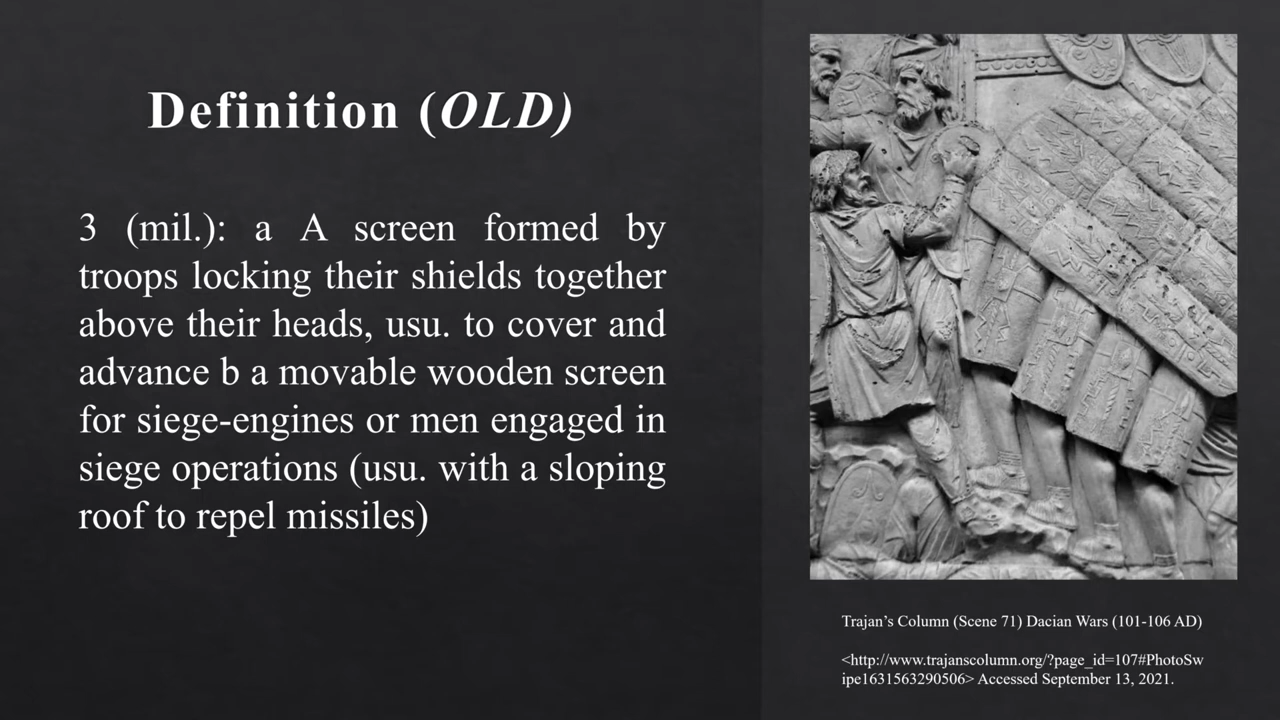 Definition (OLD)
3 (mil.): a A screen formed by
troops locking their shields together
above their heads, usu. to cover and
advance b a movable wooden screen
for siege-engines or men engaged in
siege operations (usu. with a sloping
roof to repel missiles)
Trajan’s Column (Scene 71) Dacian Wars (101-106 AD)
<http://www.trajanscolumn.org/?page_id=107#PhotoSw
ipe1631563290506> Accessed September 13, 2021.